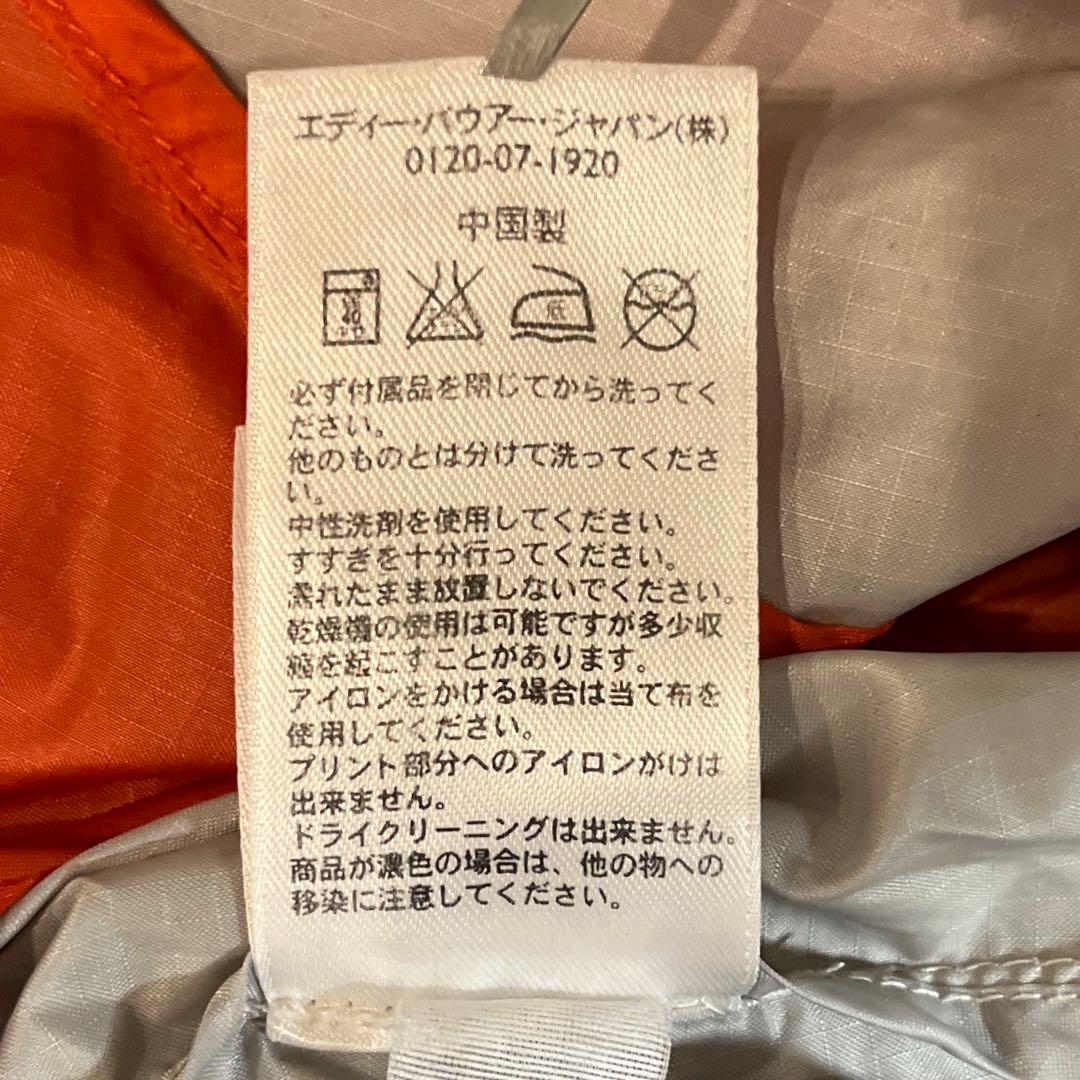 エディー・バウアー・ジャパン(株)
0120-07-1920
中国製
低
必ず付属品を閉じてから洗ってく
ださい。
他のものとは分けて洗ってくださ
い。
中性洗剤を使用してください。
すすぎを十分行ってください。
濡れたまま放置しないでください。
乾燥機の使用は可能ですが多少収
縮を起こすことがあります。
アイロンをかける場合は当て布を
使用してください。
プリント部分へのアイロンがけは
出来ません。
ドライクリーニングは出来ません。
商品が濃色の場合は、他の物への
移染に注意してください。